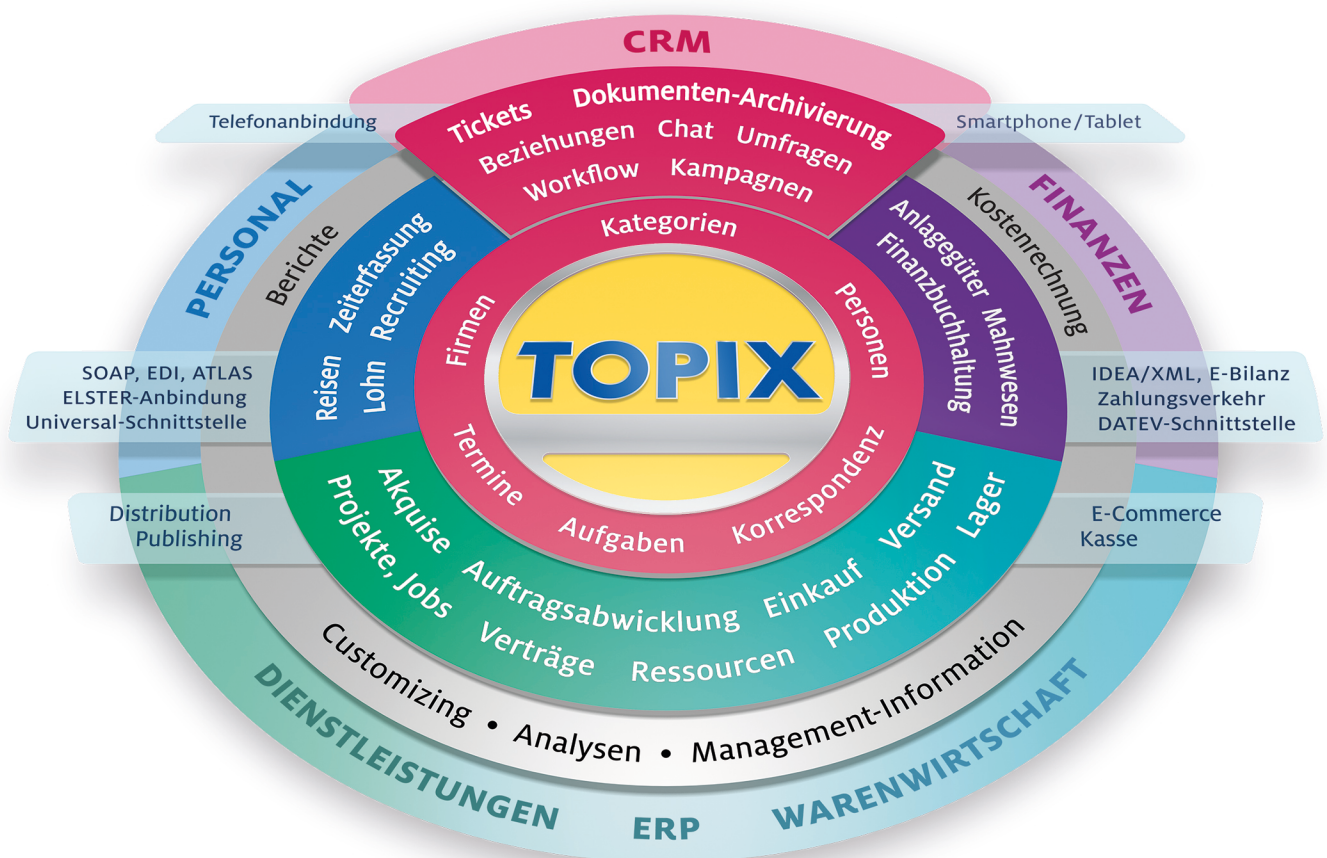 CRM
Tickets Dokumenten-Archivierung
Beziehungen Chat Umfragen
Workflow Kampagnen
Telefonanbindung
Smartphone/Tablet
PERSONAL
Berichte
Zeiterfassung
Recruiting
Reisen
Lohn
FINANZEN
Kostenrechnung
Anlagegüter
Mahnwesen
Finanzbuchhaltung
Kategorien
Firmen
Personen
TOPIX
Termine
Aufgaben
Korrespondenz
SOAP, EDI, ATLAS
ELSTER-Anbindung
Universal-Schnittstelle
IDEA/XML, E-Bilanz
Zahlungsverkehr
DATEV-Schnittstelle
Distribution
Publishing
E-Commerce
Kasse
Akquise
Projekte, Jobs
Auftragsabwicklung
Verträge
Ressourcen
Einkauf
Versand
Produktion
Lager
Customizing • Analysen • Management-Information
DIENSTLEISTUNGEN
ERP
WARENWIRTSCHAFT